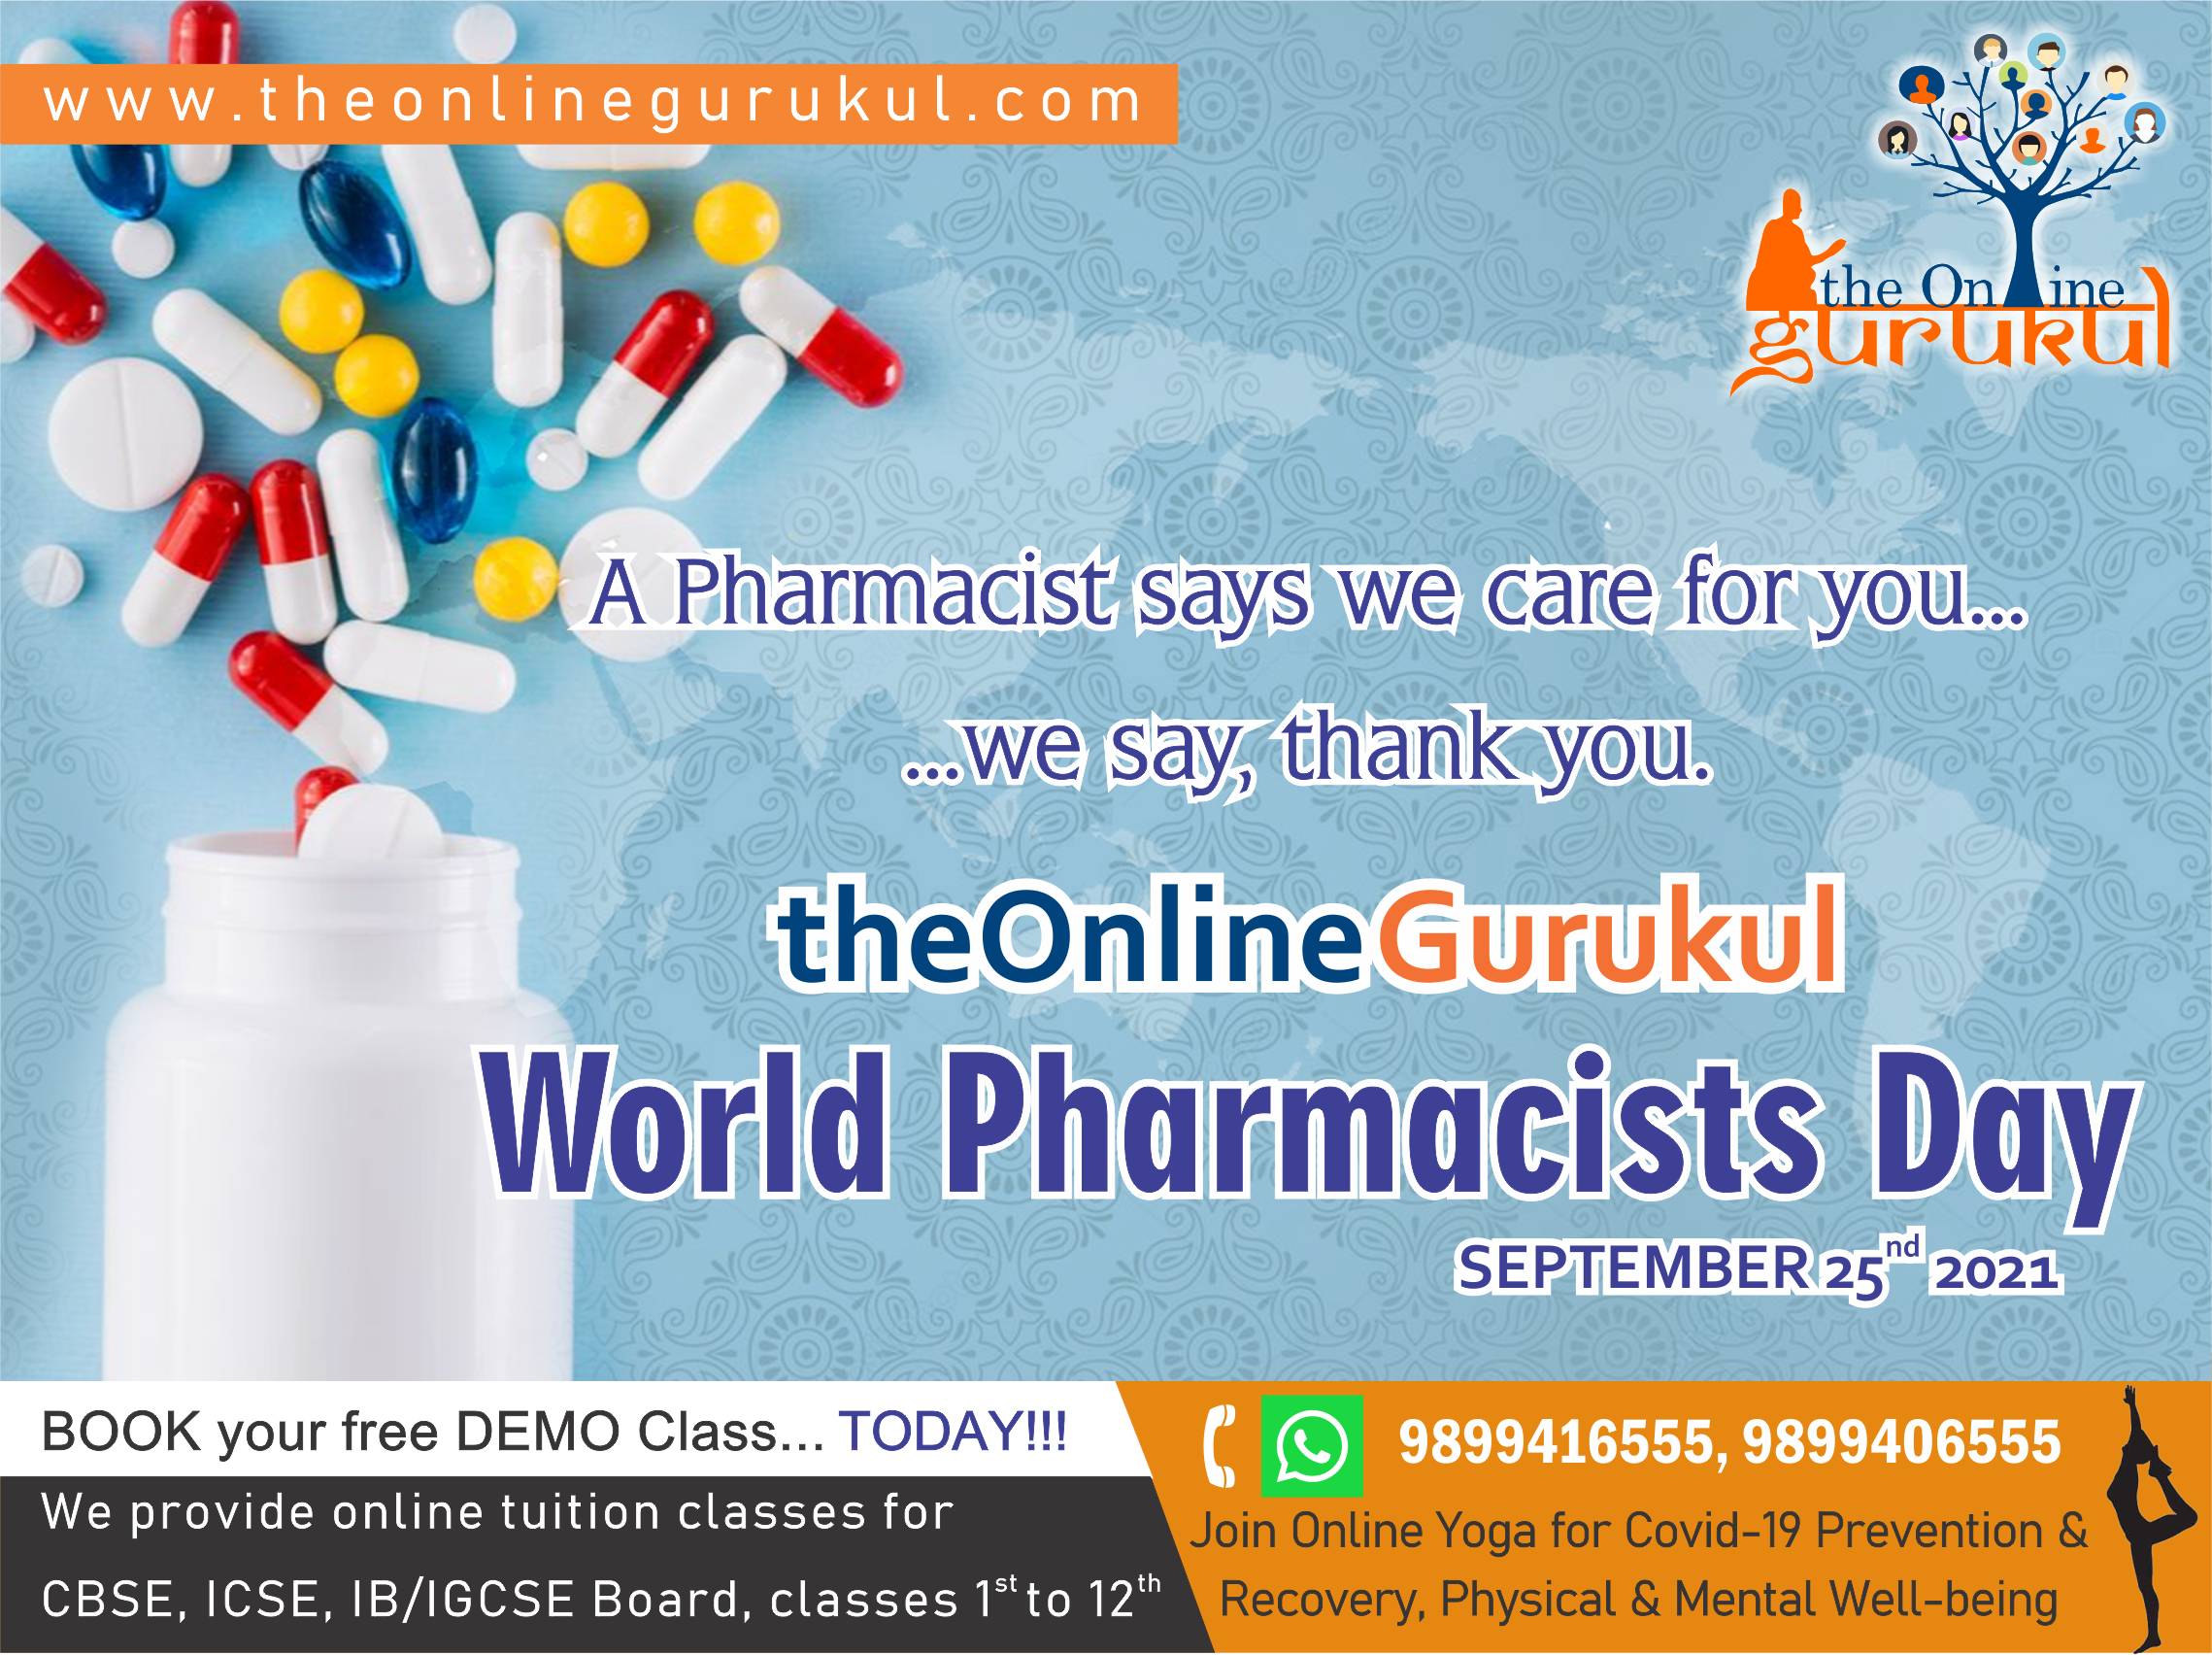 www.theonlinegurukul.com
the Online
gurukul
A Pharmacist says we care for you...
...we say, thank you.
theOnlineGurukul
World Pharmacists Day
SEPTEMBER 25nd 2021
BOOK your free DEMO Class... TODAY!!!
We provide online tuition classes for
CBSE, ICSE, IB/IGCSE Board, classes 1st to 12th
9899416555, 9899406555
Join Online Yoga for Covid-19 Prevention &
Recovery, Physical & Mental Well-being